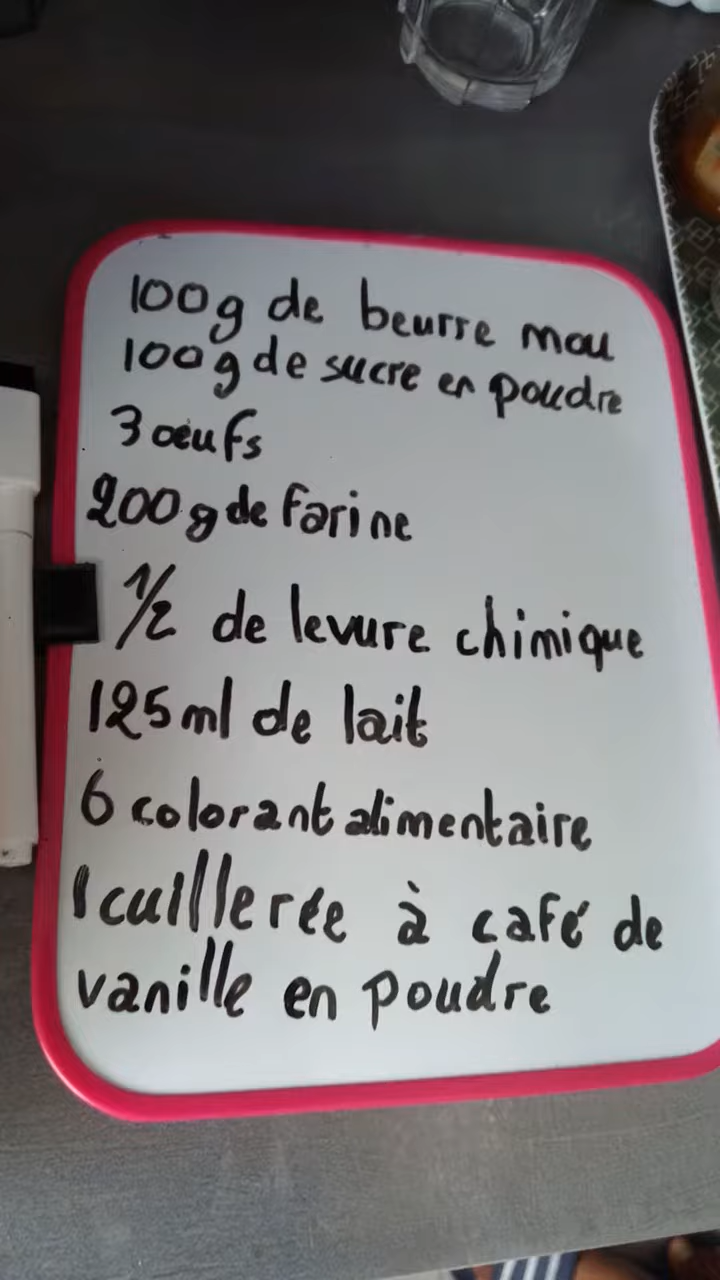 100g de beurre mou
100g de sucre en poudre
3 oeufs
200g de farine
1/2 de levure chimique
125ml de lait
6 colorant alimentaire
1 cuillerée à café de
vanille en poudre